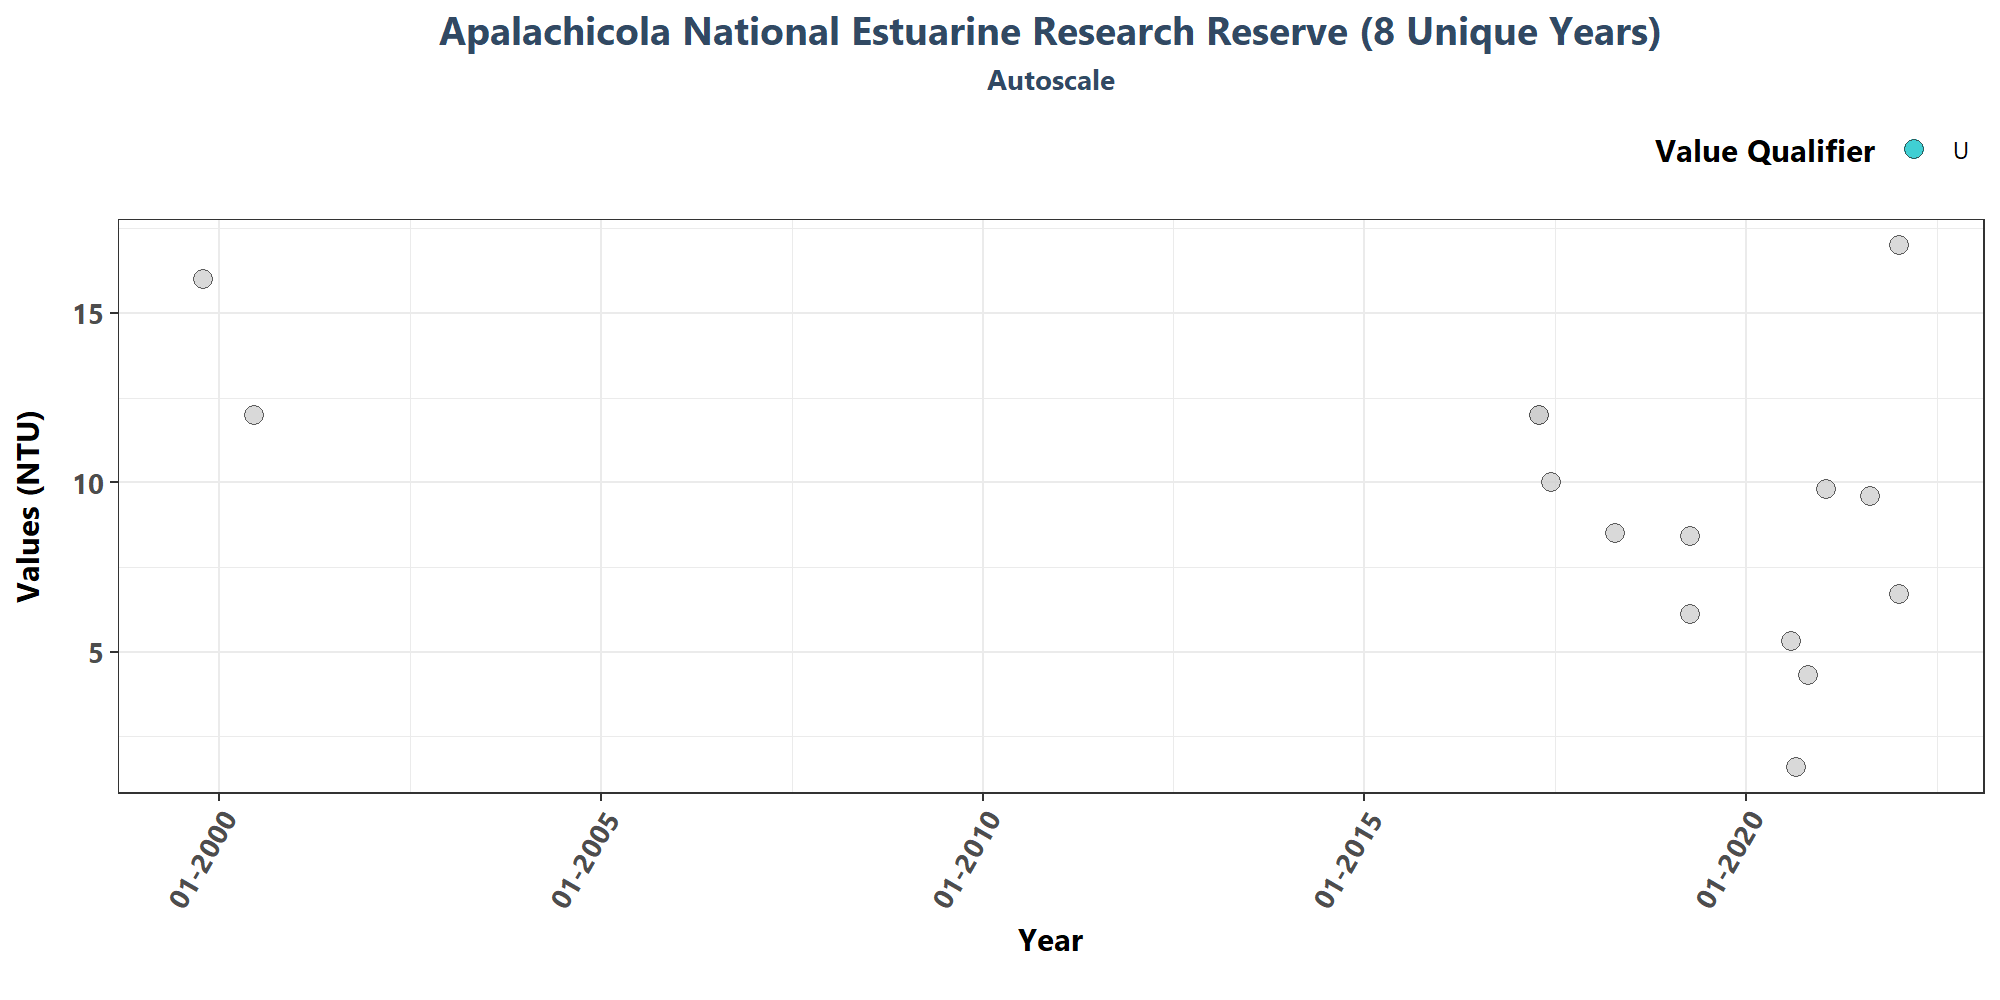 Apalachicola National Estuarine Research Reserve (8 Unique Years)
Autoscale
Value Qualifier U
Values (NTU)
15
10
5
01-2000
01-2005
01-2010
01-2015
01-2020
Year